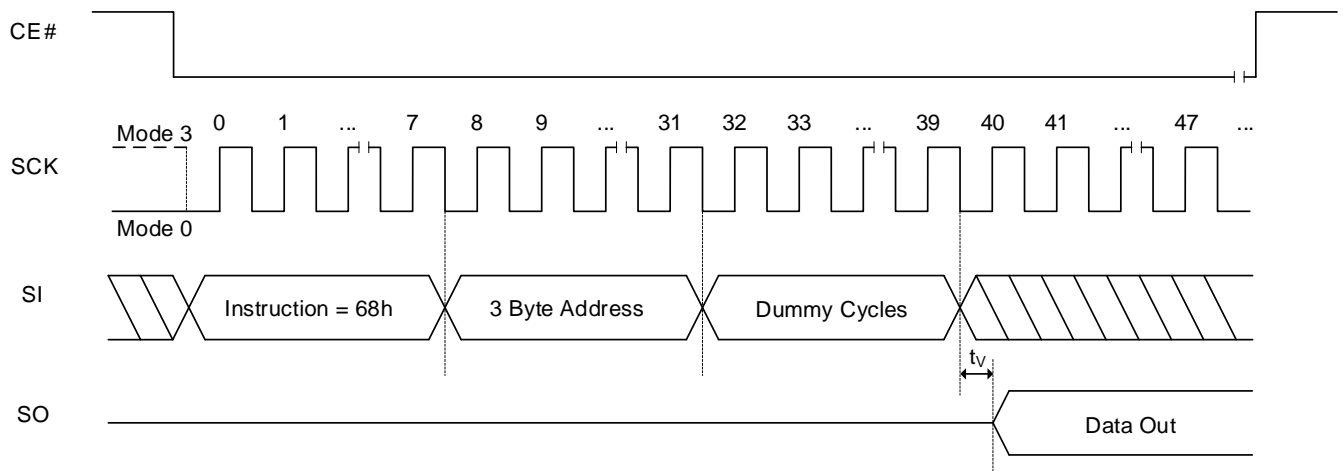 CE#
0 1 ... 7 8 9 ... 31 32 33 ... 39 40 41 ... 47 ...
Mode 3
SCK
Mode 0
SI
Instruction = 68h 3 Byte Address Dummy Cycles
tV
SO
Data Out